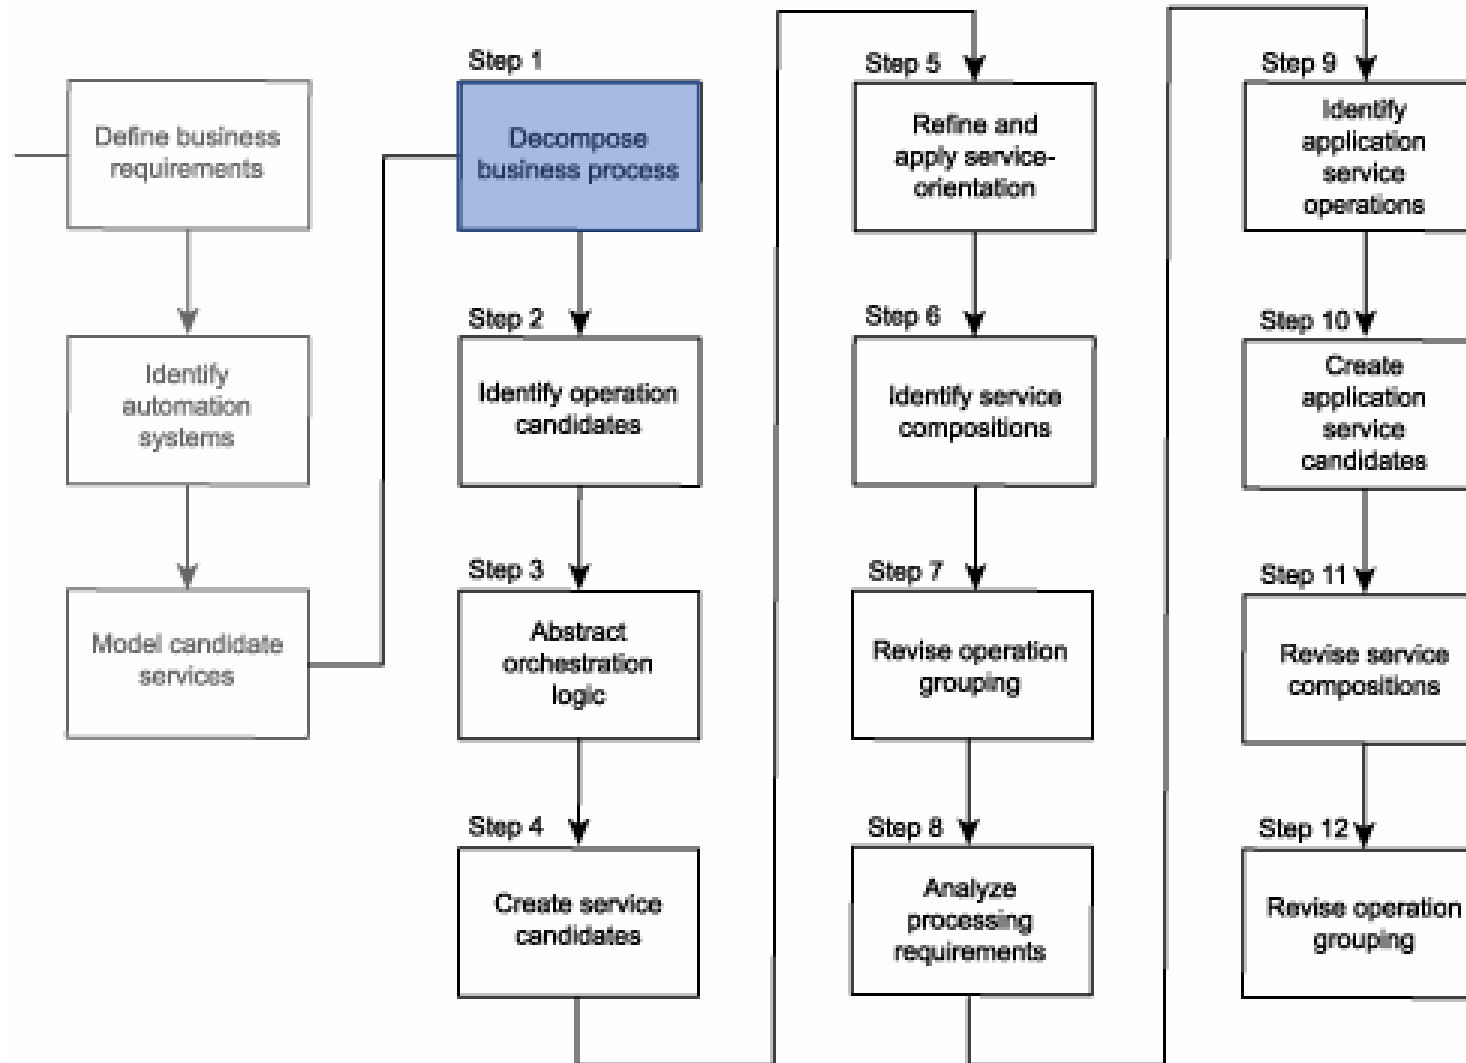 Define business
requirements
Identify
automation
systems
Model candidate
services
Step 1
Decompose
business process
Step 2
Identify operation
candidates
Step 3
Abstract
orchestration
logic
Step 4
Create service
candidates
Step 5
Refine and
apply service-
orientation
Step 6
Identify service
compositions
Step 7
Revise operation
grouping
Step 8
Analyze
processing
requirements
Step 9
Identify
application
service
operations
Step 10
Create
application
service
candidates
Step 11
Revise service
compositions
Step 12
Revise operation
grouping